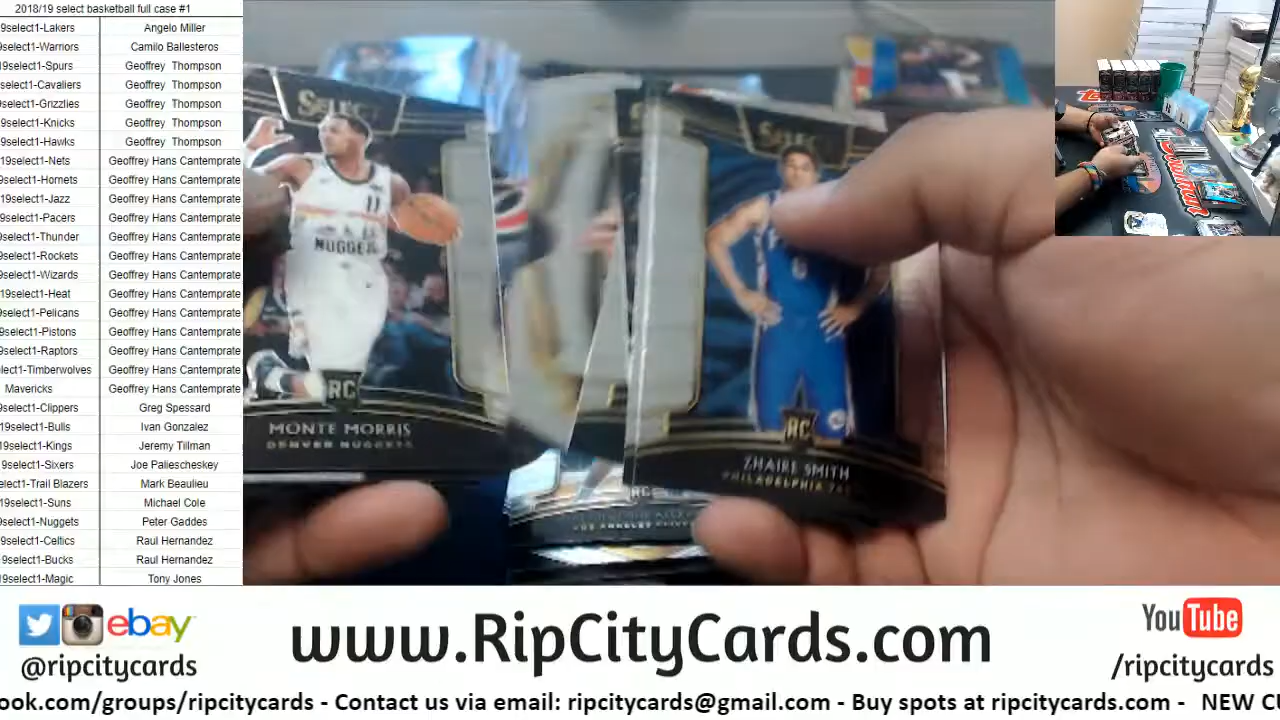 2018/19 select basketball full case #1
9select1-Lakers Angelo Miller
9select1-Warriors Camilo Ballesteros
19select1-Spurs Geoffrey Thompson
select1-Cavaliers Geoffrey Thompson
9select1-Grizzlies Geoffrey Thompson
9select1-Knicks Geoffrey Thompson
9select1-Hawks Geoffrey Thompson
19select1-Nets Geoffrey Hans Cantemprate
9select1-Hornets Geoffrey Hans Cantemprate
19select1-Jazz Geoffrey Hans Cantemprate
9select1-Pacers Geoffrey Hans Cantemprate
9select1-Thunder Geoffrey Hans Cantemprate
9select1-Rockets Geoffrey Hans Cantemprate
9select1-Wizards Geoffrey Hans Cantemprate
19select1-Heat Geoffrey Hans Cantemprate
9select1-Pelicans Geoffrey Hans Cantemprate
9select1-Pistons Geoffrey Hans Cantemprate
9select1-Raptors Geoffrey Hans Cantemprate
lect1-Timberwolves Geoffrey Hans Cantemprate
Mavericks Geoffrey Hans Cantemprate
9select1-Clippers Greg Spessard
19select1-Bulls Ivan Gonzalez
19select1-Kings Jeremy Tillman
9select1-Sixers Joe Paliescheskey
select1-Trail Blazers Mark Beaulieu
19select1-Suns Michael Cole
9select1-Nuggets Peter Gaddes
9select1-Celtics Raul Hernandez
9select1-Bucks Raul Hernandez
19select1-Magic Tony Jones
SELECT
11
NUGGETS
RC
MONTE MORRIS
DENVER NUGGETS
SELECT
RC
ZHAIRE SMITH
PHILADELPHIA 76
RC
LOS ANGELES CLIPPE
ebay
@ripcitycards
www.RipCityCards.com
YouTube
/ripcitycards
ook.com/groups/ripcitycards - Contact us via email: ripcitycards@gmail.com - Buy spots at ripcitycards.com - NEW CU